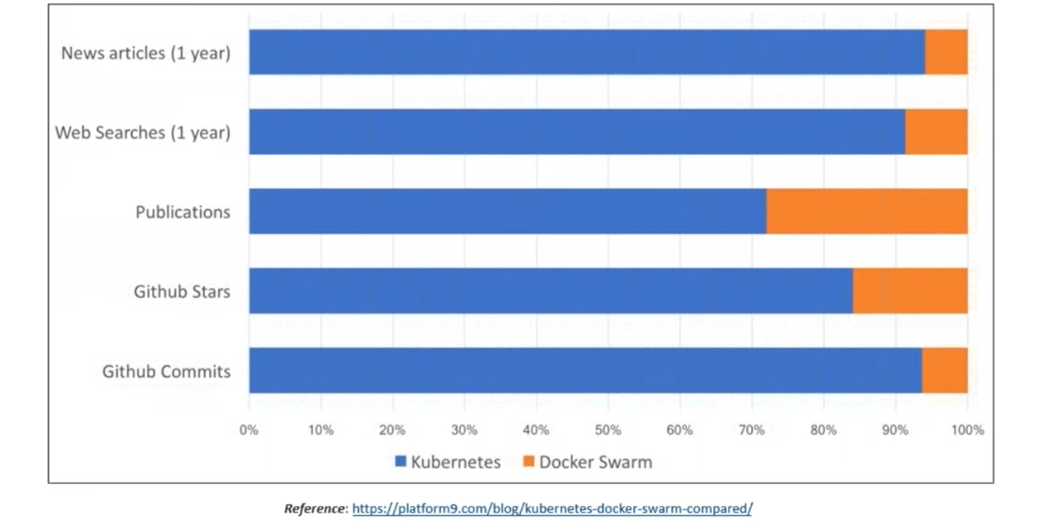 News articles (1 year)
Web Searches (1 year)
Publications
Github Stars
Github Commits
0% 10% 20% 30% 40% 50% 60% 70% 80% 90% 100%
Kubernetes Docker Swarm
Reference: https://platform9.com/blog/kubernetes-docker-swarm-compared/